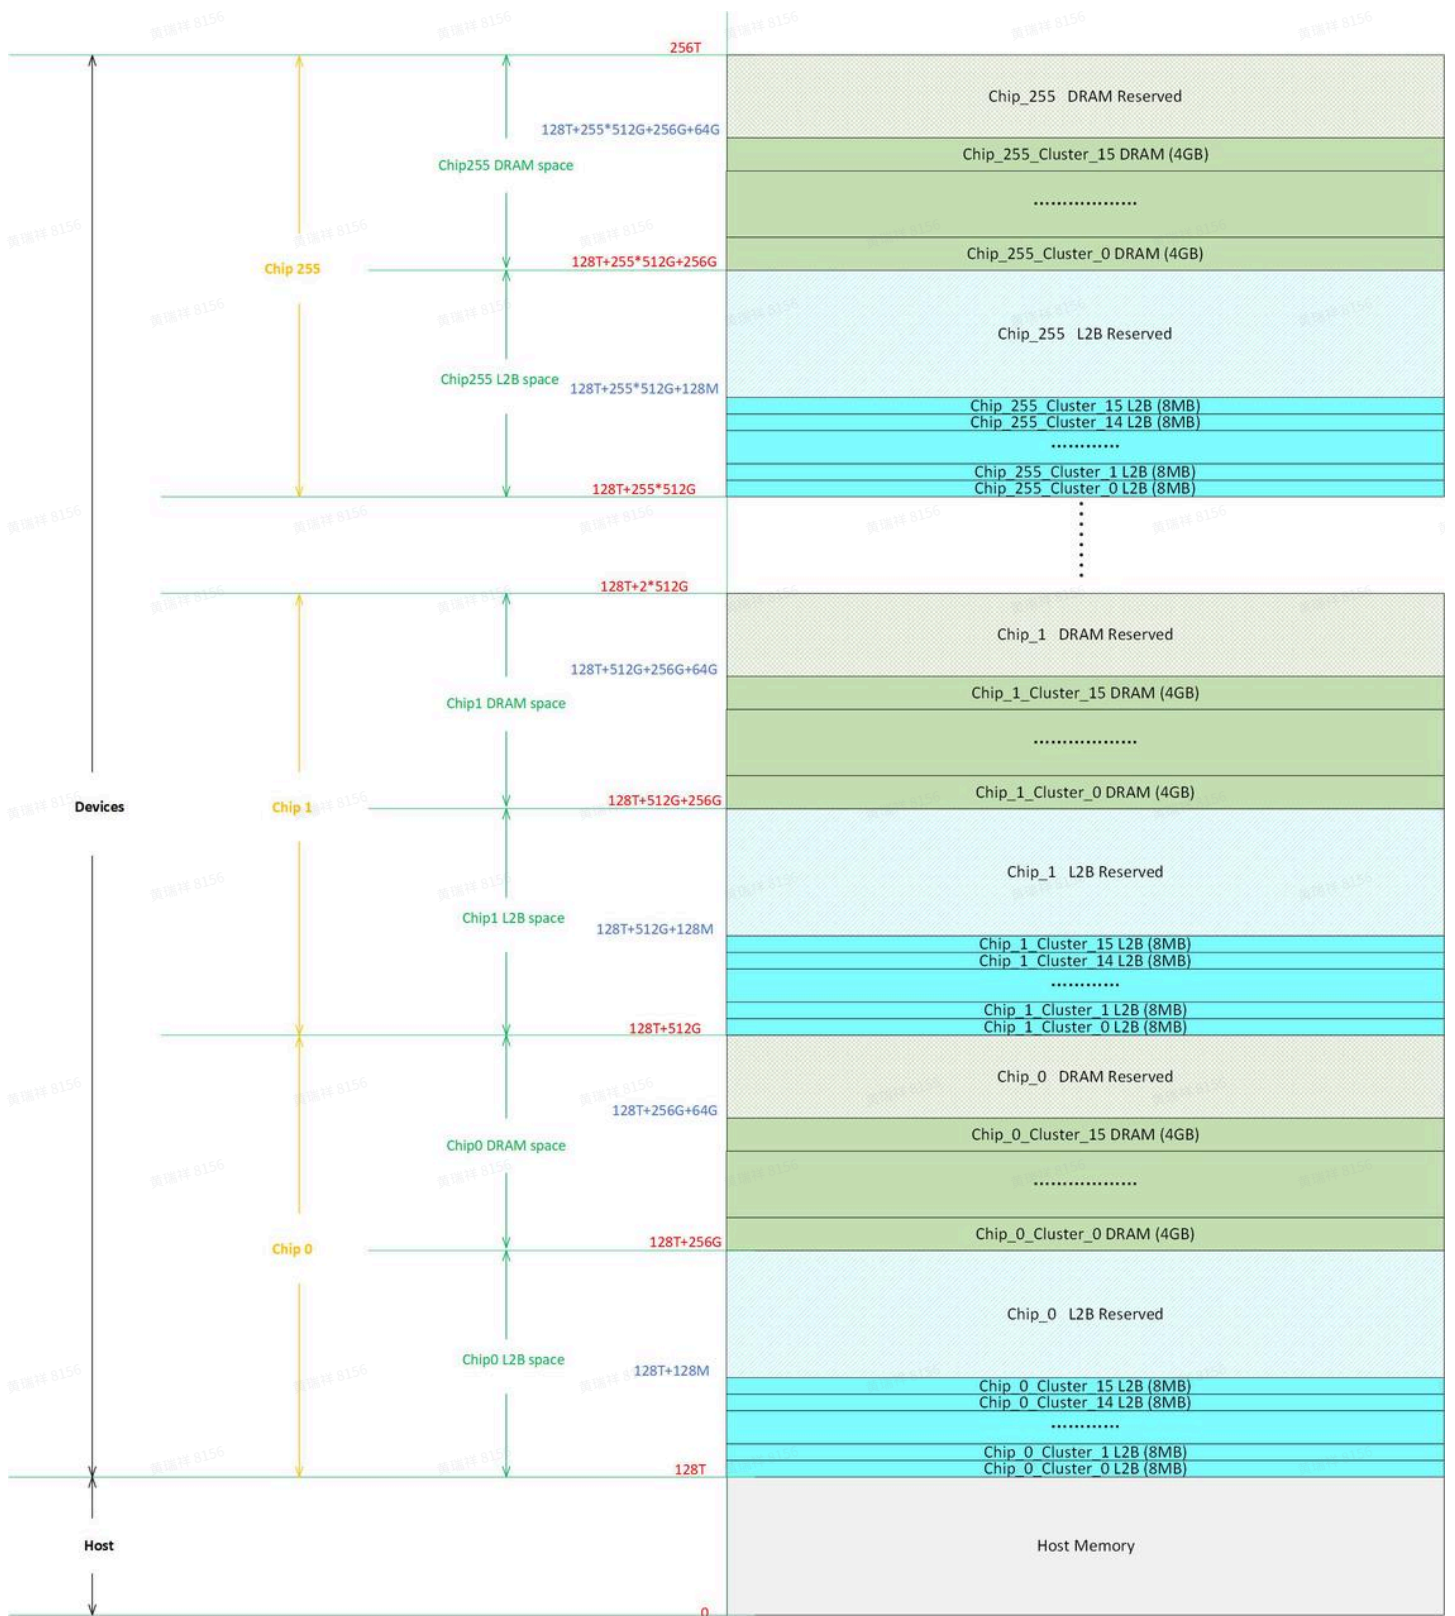 256T
Chip_255 DRAM Reserved
128T+255*512G+256G+64G
Chip_255_Cluster_15 DRAM (4GB)
Chip255 DRAM space
..................
Chip_255_Cluster_0 DRAM (4GB)
128T+255*512G+256G
Chip 255
Chip_255 L2B Reserved
Chip255 L2B space
128T+255*512G+128M
Chip_255_Cluster_15 L2B (8MB)
Chip_255_Cluster_14 L2B (8MB)
............
Chip_255_Cluster_1 L2B (8MB)
Chip_255_Cluster_0 L2B (8MB)
128T+255*512G
128T+2*512G
Chip_1 DRAM Reserved
128T+512G+256G+64G
Chip_1_Cluster_15 DRAM (4GB)
Chip1 DRAM space
..................
Chip_1_Cluster_0 DRAM (4GB)
128T+512G+256G
Devices
Chip 1
Chip_1 L2B Reserved
Chip1 L2B space
128T+512G+128M
Chip_1_Cluster_15 L2B (8MB)
Chip_1_Cluster_14 L2B (8MB)
............
Chip_1_Cluster_1 L2B (8MB)
Chip_1_Cluster_0 L2B (8MB)
128T+512G
Chip_0 DRAM Reserved
128T+256G+64G
Chip_0_Cluster_15 DRAM (4GB)
Chip0 DRAM space
..................
Chip_0_Cluster_0 DRAM (4GB)
128T+256G
Chip 0
Chip_0 L2B Reserved
Chip0 L2B space
128T+128M
Chip_0_Cluster_15 L2B (8MB)
Chip_0_Cluster_14 L2B (8MB)
............
Chip_0_Cluster_1 L2B (8MB)
Chip_0_Cluster_0 L2B (8MB)
128T
Host
Host Memory
0
黄瑞祥 8156